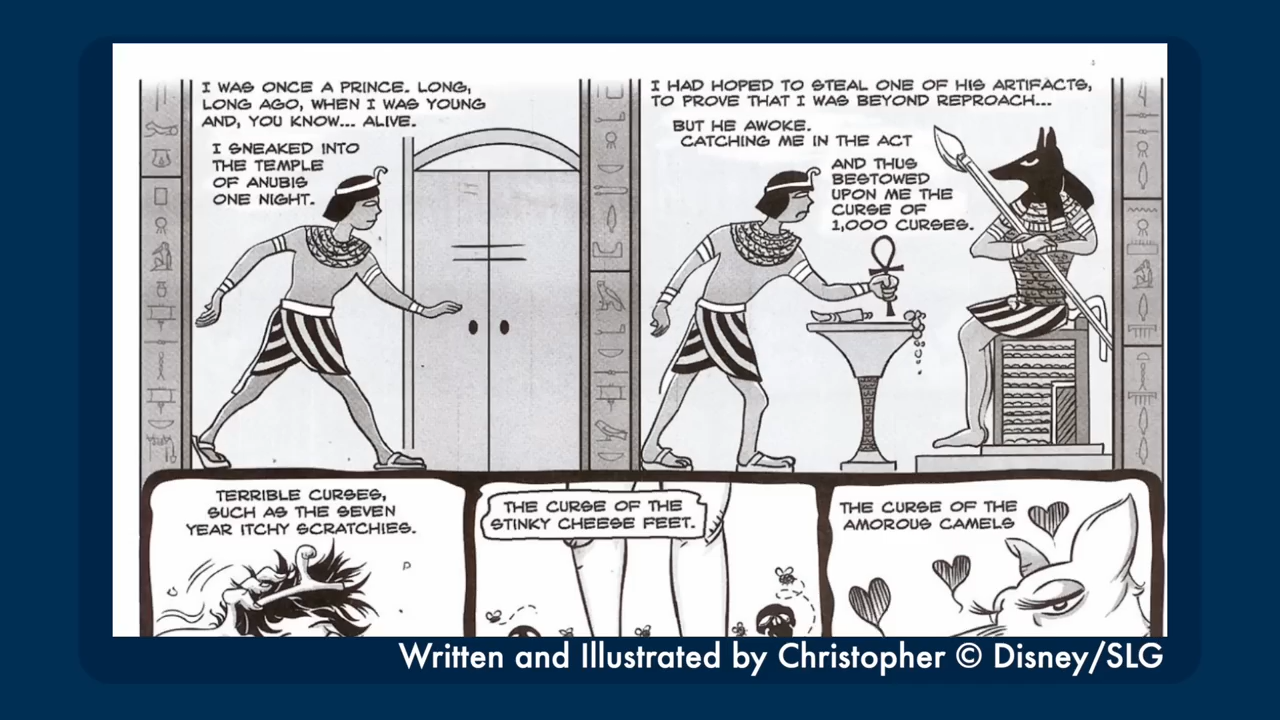 I WAS ONCE A PRINCE. LONG,
LONG AGO, WHEN I WAS YOUNG
AND, YOU KNOW... ALIVE.
I SNEAKED INTO
THE TEMPLE
OF ANUBIS
ONE NIGHT.
I HAD HOPED TO STEAL ONE OF HIS ARTIFACTS,
TO PROVE THAT I WAS BEYOND REPROACH...
BUT HE AWOKE.
CATCHING ME IN THE ACT
AND THUS
BESTOWED
UPON ME THE
CURSE OF
1,000 CURSES.
TERRIBLE CURSES,
SUCH AS THE SEVEN
YEAR ITCHY SCRATCHIES.
THE CURSE OF THE
STINKY CHEESE FEET.
THE CURSE OF THE
AMOROUS CAMELS
Written and Illustrated by Christopher © Disney/SLG